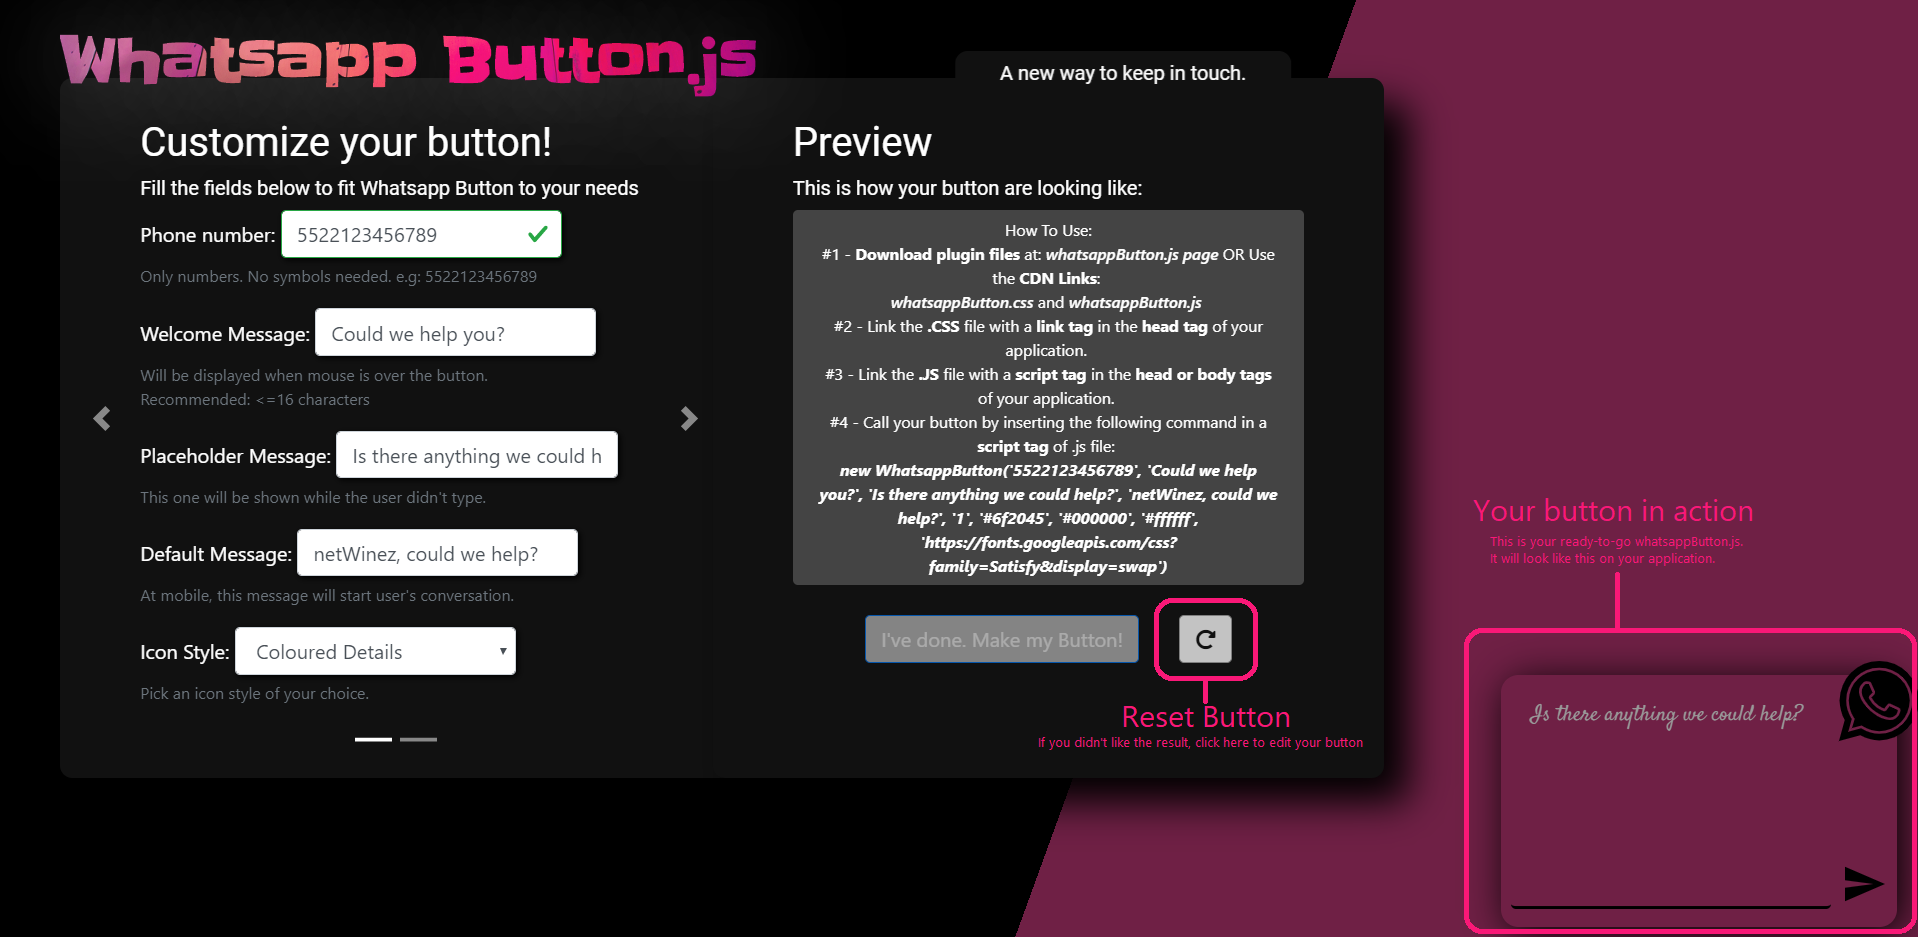 Whatsapp Button.js
A new way to keep in touch.
Customize your button!
Fill the fields below to fit Whatsapp Button to your needs
Phone number: 5522123456789
Only numbers. No symbols needed. e.g: 5522123456789
Welcome Message: Could we help you?
Will be displayed when mouse is over the button.
Recommended: <=16 characters
Placeholder Message: Is there anything we could h
This one will be shown while the user didn't type.
Default Message: netWinez, could we help?
At mobile, this message will start user's conversation.
Icon Style: Coloured Details
Pick an icon style of your choice.
Preview
This is how your button are looking like:
How To Use:
#1 - Download plugin files at: whatsappButton.js page OR Use
the CDN Links:
whatsappButton.css and whatsappButton.js
#2 - Link the .CSS file with a link tag in the head tag of your
application.
#3 - Link the .JS file with a script tag in the head or body tags
of your application.
#4 - Call your button by inserting the following command in a
script tag of .js file:
new WhatsappButton(`5522123456789`, `Could we help
you?`, `Is there anything we could help?`, `netWinez, could we
help?`, `1`, `#6f2045`, `#000000`, `#ffffff`,
`https://fonts.googleapis.com/css?
family=Satisfy&display=swap`)
I've done. Make my Button!
Reset Button
If you didn't like the result, click here to edit your button
Your button in action
This is your ready-to-go whatsappButton.js.
It will look like this on your application.
Is there anything we could help?